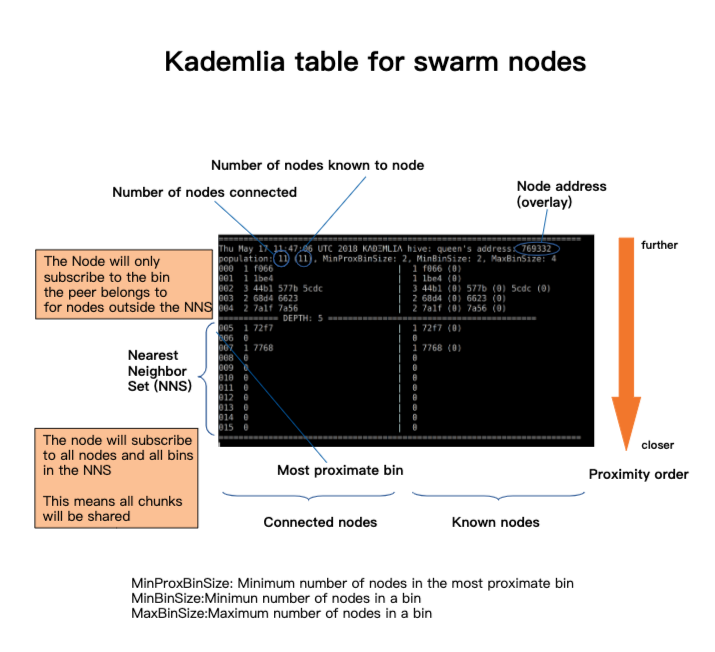 Kademlia table for swarm nodes
Number of nodes known to node
Number of nodes connected
Node address
(overlay)
=========================================================================
Thu May 17 11:47:06 UTC 2018 KAΘEMLIA hive: queen's address: 769332
population: 11 (11), MinProxBinSize: 2, MinBinSize: 2, MaxBinSize: 4
000 1 f066 | 1 f066 (0)
001 1 1be4 | 1 1be4 (0)
002 3 44b1 577b 5cdc | 3 44b1 (0) 577b (0) 5cdc (0)
003 2 68d4 6623 | 2 68d4 (0) 6623 (0)
004 2 7a1f 7a56 | 2 7a1f (0) 7a56 (0)
============ DEPTH: 5 ==========================================
005 1 72f7 | 1 72f7 (0)
006 0 | 0
007 1 7768 | 1 7768 (0)
008 0 | 0
009 0 | 0
010 0 | 0
011 0 | 0
012 0 | 0
013 0 | 0
014 0 | 0
015 0 | 0
=========================================================================
The Node will only
subscribe to the bin
the peer belongs to
for nodes outside the NNS
Nearest
Neighbor
Set (NNS)
The node will subscribe
to all nodes and all bins
in the NNS
This means all chunks
will be shared
further
closer
Proximity order
Most proximate bin
Connected nodes
Known nodes
MinProxBinSize: Minimum number of nodes in the most proximate bin
MinBinSize:Minimun number of nodes in a bin
MaxBinSize:Maximum number of nodes in a bin